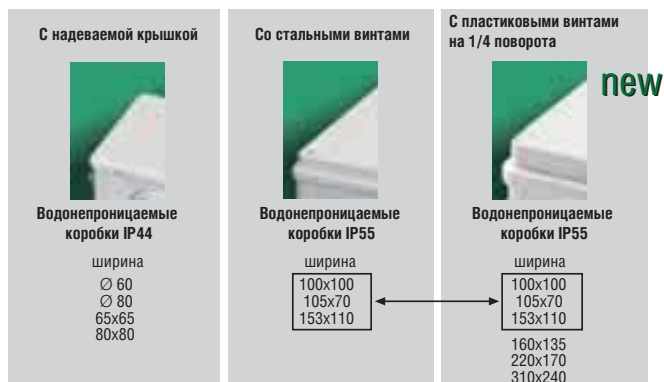 С надеваемой крышкой
Водонепроницаемые
коробки IP44
ширина
∅ 60
∅ 80
65x65
80x80
Со стальными винтами
Водонепроницаемые
коробки IP55
ширина
100x100
105x70
153x110
С пластиковыми винтами
на 1/4 поворота
new
Водонепроницаемые
коробки IP55
ширина
100x100
105x70
153x110
160x135
220x170
310x240